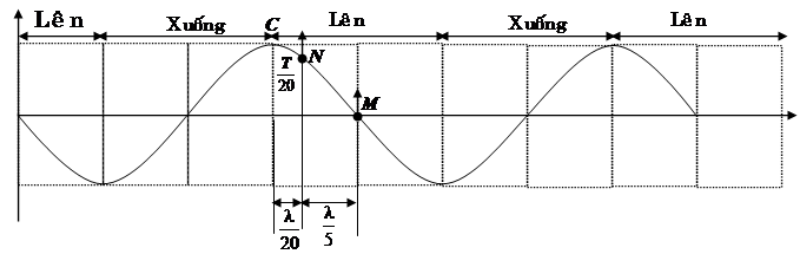 Lên Xuống C Lên Xuống Lên
T/20 N
M
λ/20 λ/5